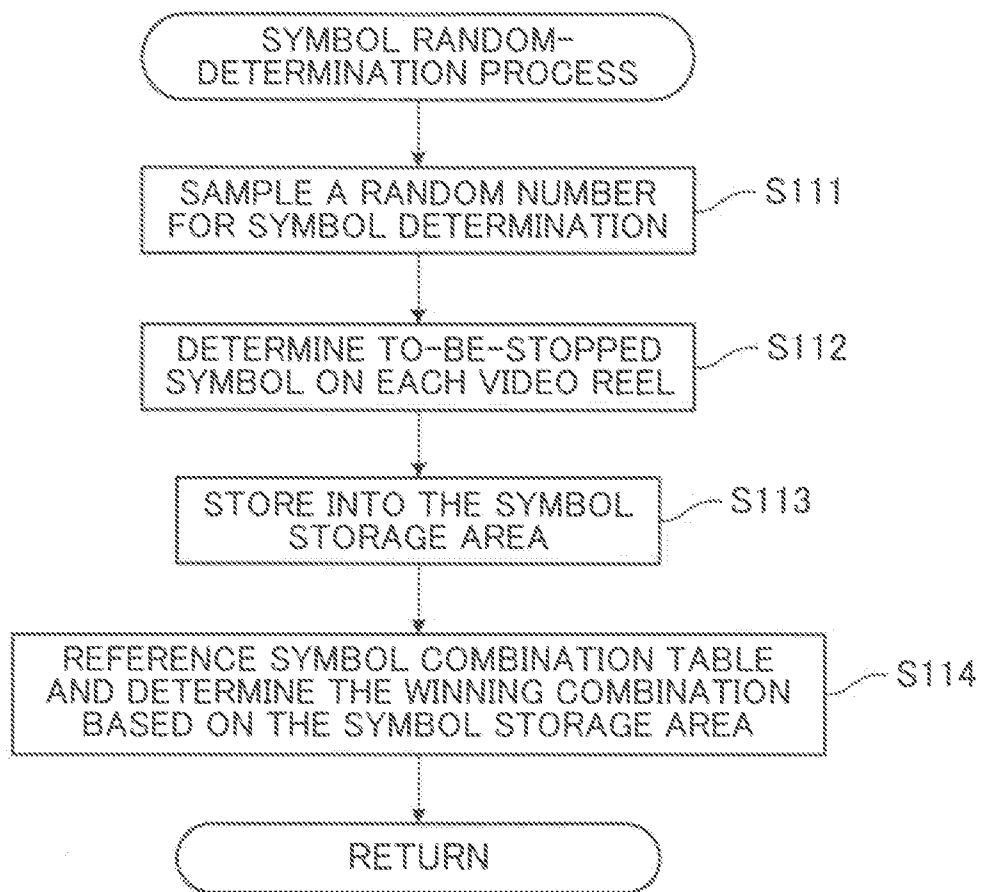 SYMBOL RANDOM-
DETERMINATION PROCESS
SAMPLE A RANDOM NUMBER
FOR SYMBOL DETERMINATION
S111
DETERMINE TO-BE-STOPPED
SYMBOL ON EACH VIDEO REEL
S112
STORE INTO THE SYMBOL
STORAGE AREA
S113
REFERENCE SYMBOL COMBINATION TABLE
AND DETERMINE THE WINNING COMBINATION
BASED ON THE SYMBOL STORAGE AREA
S114
RETURN